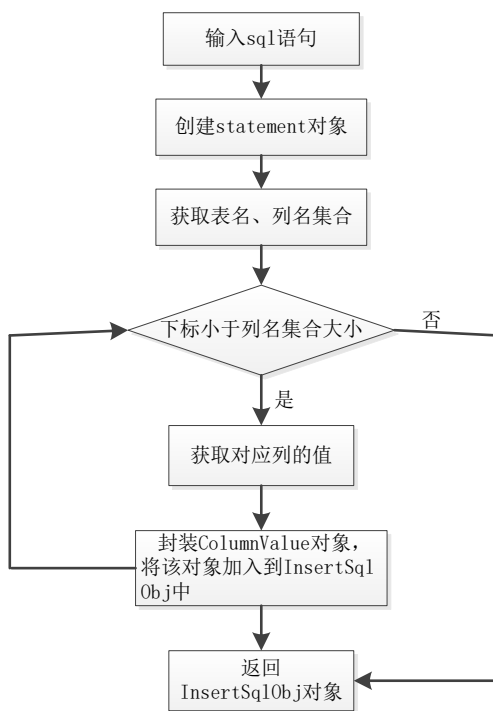 输入sql语句
创建statement对象
获取表名、列名集合
下标小于列名集合大小
否
是
获取对应列的值
封装ColumnValue对象，
将该对象加入到InsertSql
Obj中
返回
InsertSqlObj对象